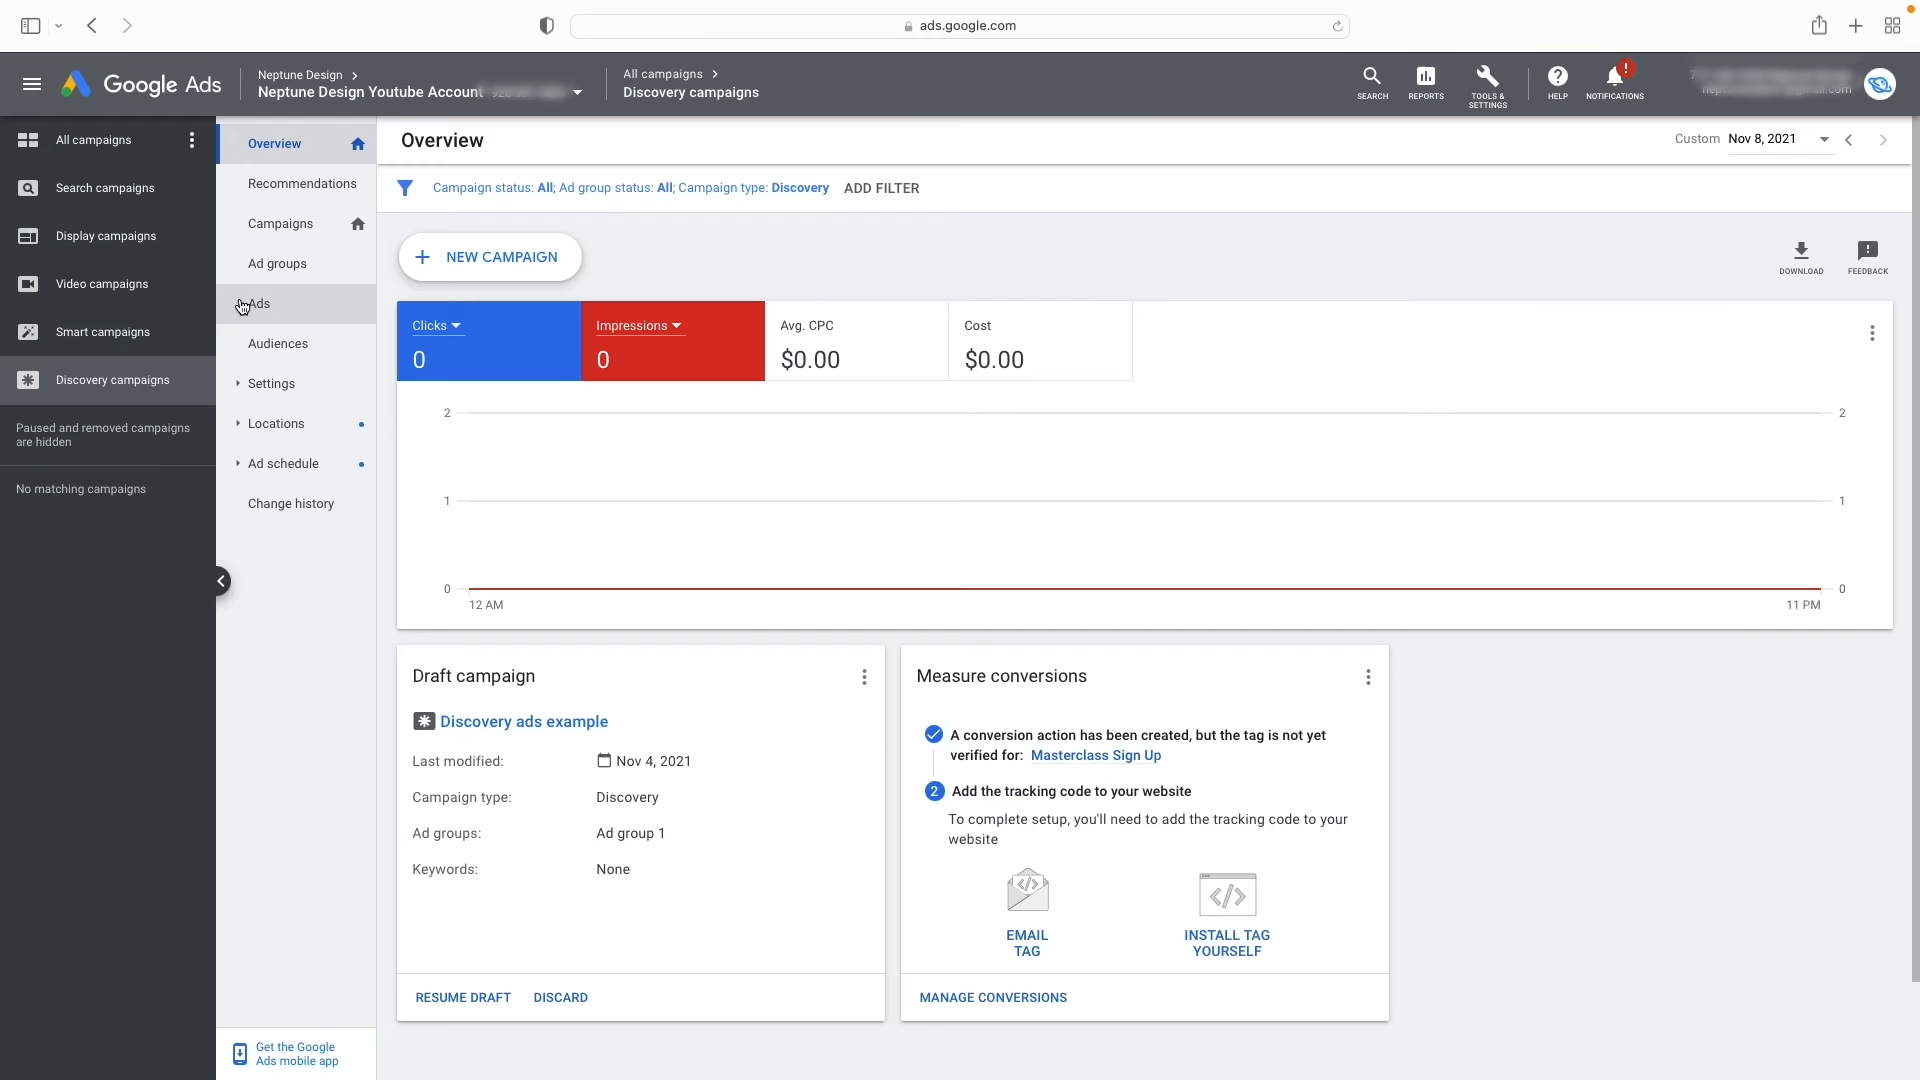 ads.google.com
Google Ads
Neptune Design
Neptune Design Youtube Account
All campaigns
Discovery campaigns
SEARCH
REPORTS
TOOLS &
SETTINGS
HELP
!
NOTIFICATIONS
All campaigns
Search campaigns
Display campaigns
Video campaigns
Smart campaigns
Discovery campaigns
Paused and removed campaigns
are hidden
No matching campaigns
Overview
Recommendations
Campaigns
Ad groups
Ads
Audiences
Settings
Locations
Ad schedule
Change history
Get the Google
Ads mobile app
Overview
Custom Nov 8, 2021
Campaign status: All; Ad group status: All; Campaign type: Discovery ADD FILTER
+ NEW CAMPAIGN
DOWNLOAD
FEEDBACK
Clicks
0
Impressions
0
Avg. CPC
$0.00
Cost
$0.00
2 2
1 1
0 0
12 AM 11 PM
Draft campaign
Discovery ads example
Last modified: Nov 4, 2021
Campaign type: Discovery
Ad groups: Ad group 1
Keywords: None
RESUME DRAFT DISCARD
Measure conversions
A conversion action has been created, but the tag is not yet
verified for: Masterclass Sign Up
2 Add the tracking code to your website
To complete setup, you'll need to add the tracking code to your
website
EMAIL
TAG
INSTALL TAG
YOURSELF
MANAGE CONVERSIONS